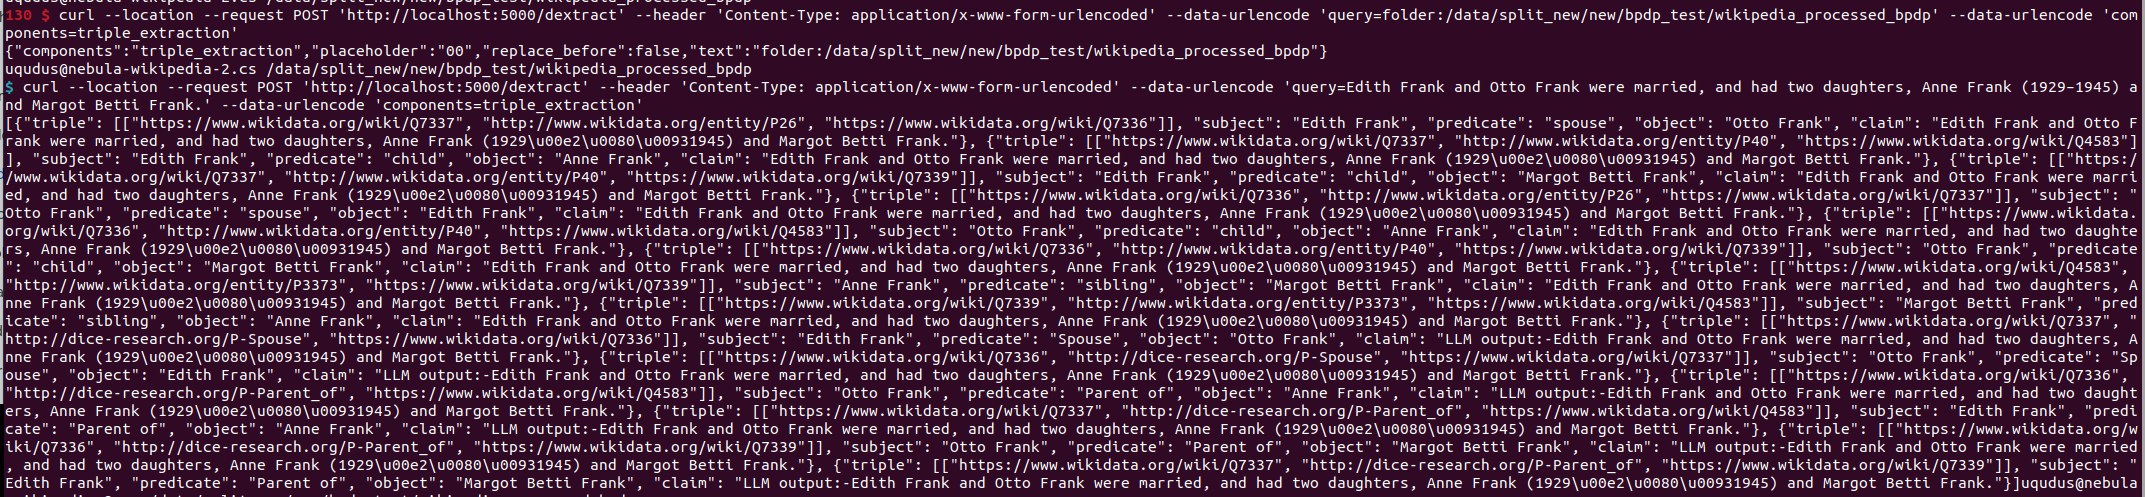 130 $ curl --location --request POST 'http://localhost:5000/dextract' --header 'Content-Type: application/x-www-form-urlencoded' --data-urlencode 'query=folder:/data/split_new/new/bpdp_test/wikipedia_processed_bpdp' --data-urlencode 'com
ponents=triple_extraction'
{"components":"triple_extraction","placeholder":"00","replace_before":false,"text":"folder:/data/split_new/new/bpdp_test/wikipedia_processed_bpdp"}
uqudus@nebula-wikipedia-2.cs /data/split_new/new/bpdp_test/wikipedia_processed_bpdp
$ curl --location --request POST 'http://localhost:5000/dextract' --header 'Content-Type: application/x-www-form-urlencoded' --data-urlencode 'query=Edith Frank and Otto Frank were married, and had two daughters, Anne Frank (1929–1945) a
nd Margot Betti Frank.' --data-urlencode 'components=triple_extraction'
[{"triple": [["https://www.wikidata.org/wiki/Q7337", "http://www.wikidata.org/entity/P26", "https://www.wikidata.org/wiki/Q7336"]], "subject": "Edith Frank", "predicate": "spouse", "object": "Otto Frank", "claim": "Edith Frank and Otto F
rank were married, and had two daughters, Anne Frank (1929\u00e2\u0080\u00931945) and Margot Betti Frank."}, {"triple": [["https://www.wikidata.org/wiki/Q7337", "http://www.wikidata.org/entity/P40", "https://www.wikidata.org/wiki/Q4583"]
], "subject": "Edith Frank", "predicate": "child", "object": "Anne Frank", "claim": "Edith Frank and Otto Frank were married, and had two daughters, Anne Frank (1929\u00e2\u0080\u00931945) and Margot Betti Frank."}, {"triple": [["https:/
/www.wikidata.org/wiki/Q7337", "http://www.wikidata.org/entity/P40", "https://www.wikidata.org/wiki/Q7339"]], "subject": "Edith Frank", "predicate": "child", "object": "Margot Betti Frank", "claim": "Edith Frank and Otto Frank were marri
ed, and had two daughters, Anne Frank (1929\u00e2\u0080\u00931945) and Margot Betti Frank."}, {"triple": [["https://www.wikidata.org/wiki/Q7336", "http://www.wikidata.org/entity/P26", "https://www.wikidata.org/wiki/Q7337"]], "subject": "
Otto Frank", "predicate": "spouse", "object": "Edith Frank", "claim": "Edith Frank and Otto Frank were married, and had two daughters, Anne Frank (1929\u00e2\u0080\u00931945) and Margot Betti Frank."}, {"triple": [["https://www.wikidata.
org/wiki/Q7336", "http://www.wikidata.org/entity/P40", "https://www.wikidata.org/wiki/Q4583"]], "subject": "Otto Frank", "predicate": "child", "object": "Anne Frank", "claim": "Edith Frank and Otto Frank were married, and had two daughte
rs, Anne Frank (1929\u00e2\u0080\u00931945) and Margot Betti Frank."}, {"triple": [["https://www.wikidata.org/wiki/Q7336", "http://www.wikidata.org/entity/P40", "https://www.wikidata.org/wiki/Q7339"]], "subject": "Otto Frank", "predicate
": "child", "object": "Margot Betti Frank", "claim": "Edith Frank and Otto Frank were married, and had two daughters, Anne Frank (1929\u00e2\u0080\u00931945) and Margot Betti Frank."}, {"triple": [["https://www.wikidata.org/wiki/Q4583",
"http://www.wikidata.org/entity/P3373", "https://www.wikidata.org/wiki/Q7339"]], "subject": "Anne Frank", "predicate": "sibling", "object": "Margot Betti Frank", "claim": "Edith Frank and Otto Frank were married, and had two daughters, A
nne Frank (1929\u00e2\u0080\u00931945) and Margot Betti Frank."}, {"triple": [["https://www.wikidata.org/wiki/Q7339", "http://www.wikidata.org/entity/P3373", "https://www.wikidata.org/wiki/Q4583"]], "subject": "Margot Betti Frank", "pred
icate": "sibling", "object": "Anne Frank", "claim": "Edith Frank and Otto Frank were married, and had two daughters, Anne Frank (1929\u00e2\u0080\u00931945) and Margot Betti Frank."}, {"triple": [["https://www.wikidata.org/wiki/Q7337", "
http://dice-research.org/P-Spouse", "https://www.wikidata.org/wiki/Q7336"]], "subject": "Edith Frank", "predicate": "Spouse", "object": "Otto Frank", "claim": "LLM output:-Edith Frank and Otto Frank were married, and had two daughters, A
nne Frank (1929\u00e2\u0080\u00931945) and Margot Betti Frank."}, {"triple": [["https://www.wikidata.org/wiki/Q7336", "http://dice-research.org/P-Spouse", "https://www.wikidata.org/wiki/Q7337"]], "subject": "Otto Frank", "predicate": "Sp
ouse", "object": "Edith Frank", "claim": "LLM output:-Edith Frank and Otto Frank were married, and had two daughters, Anne Frank (1929\u00e2\u0080\u00931945) and Margot Betti Frank."}, {"triple": [["https://www.wikidata.org/wiki/Q7336",
"http://dice-research.org/P-Parent_of", "https://www.wikidata.org/wiki/Q4583"]], "subject": "Otto Frank", "predicate": "Parent of", "object": "Anne Frank", "claim": "LLM output:-Edith Frank and Otto Frank were married, and had two daught
ers, Anne Frank (1929\u00e2\u0080\u00931945) and Margot Betti Frank."}, {"triple": [["https://www.wikidata.org/wiki/Q7337", "http://dice-research.org/P-Parent_of", "https://www.wikidata.org/wiki/Q4583"]], "subject": "Edith Frank", "predi
cate": "Parent of", "object": "Anne Frank", "claim": "LLM output:-Edith Frank and Otto Frank were married, and had two daughters, Anne Frank (1929\u00e2\u0080\u00931945) and Margot Betti Frank."}, {"triple": [["https://www.wikidata.org/w
iki/Q7336", "http://dice-research.org/P-Parent_of", "https://www.wikidata.org/wiki/Q7339"]], "subject": "Otto Frank", "predicate": "Parent of", "object": "Margot Betti Frank", "claim": "LLM output:-Edith Frank and Otto Frank were married
, and had two daughters, Anne Frank (1929\u00e2\u0080\u00931945) and Margot Betti Frank."}, {"triple": [["https://www.wikidata.org/wiki/Q7337", "http://dice-research.org/P-Parent_of", "https://www.wikidata.org/wiki/Q7339"]], "subject": "
Edith Frank", "predicate": "Parent of", "object": "Margot Betti Frank", "claim": "LLM output:-Edith Frank and Otto Frank were married, and had two daughters, Anne Frank (1929\u00e2\u0080\u00931945) and Margot Betti Frank."}]uqudus@nebula